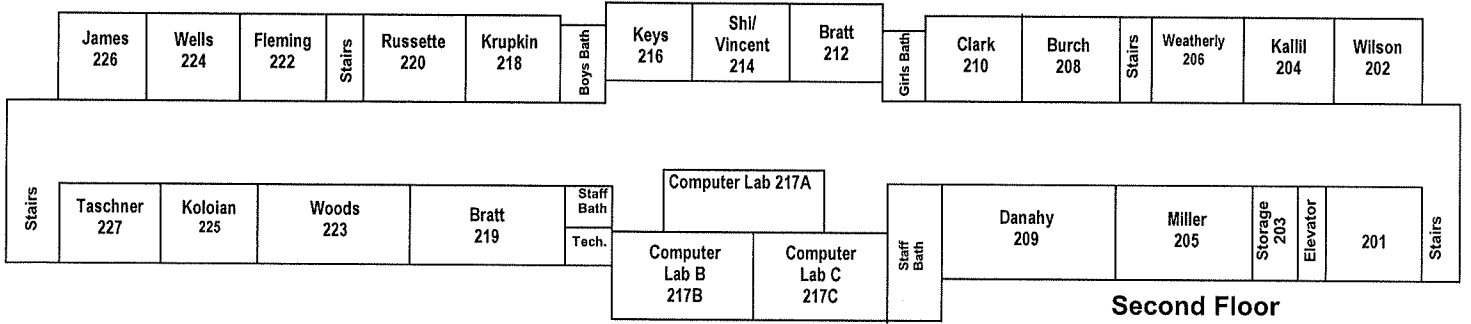 James
226
Wells
224
Fleming
222
Stairs
Russette
220
Krupkin
218
Boys Bath
Keys
216
Shi/
Vincent
214
Bratt
212
Girls Bath
Clark
210
Burch
208
Stairs
Weatherly
206
Kallil
204
Wilson
202
Stairs
Taschner
227
Koloian
225
Woods
223
Bratt
219
Staff
Bath
Tech.
Computer Lab 217A
Computer
Lab B
217B
Computer
Lab C
217C
Staff
Bath
Danahy
209
Miller
205
Storage
203
Elevator
201
Stairs
Second Floor